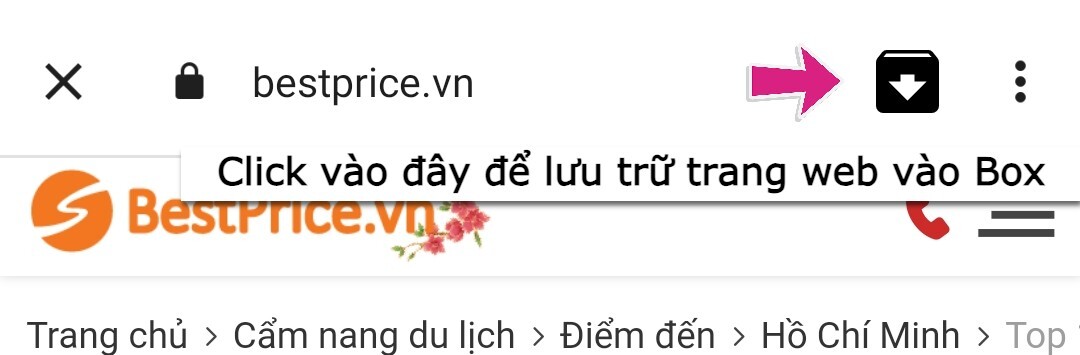 bestprice.vn
Click vào đây để lưu trữ trang web vào Box
BestPrice.vn
Trang chủ > Cẩm nang du lịch > Điểm đến > Hồ Chí Minh > Top